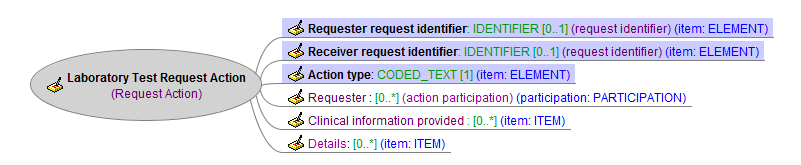 Requester request identifier: IDENTIFIER [0..1] (request identifier) (item: ELEMENT)
Receiver request identifier: IDENTIFIER [0..1] (request identifier) (item: ELEMENT)
Laboratory Test Request Action
(Request Action)
Action type: CODED_TEXT [1] (item: ELEMENT)
Requester : [0..*] (action participation) (participation: PARTICIPATION)
Clinical information provided : [0..*] (item: ITEM)
Details: [0..*] (item: ITEM)